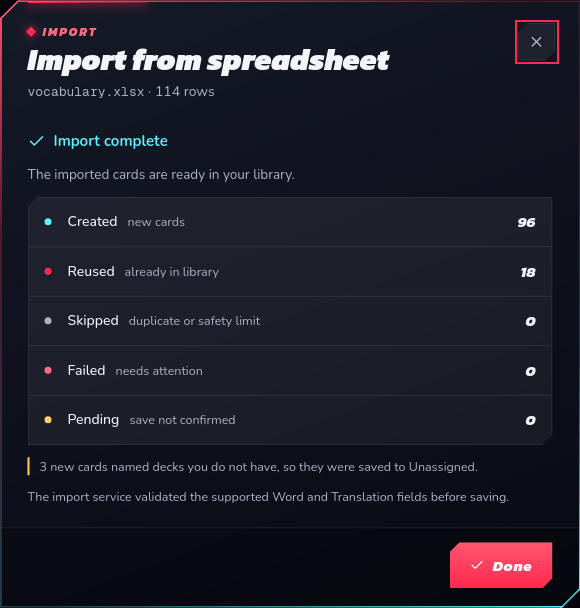 IMPORT
Import from spreadsheet
vocabulary.xlsx · 114 rows
Import complete
The imported cards are ready in your library.
Created new cards 96
Reused already in library 18
Skipped duplicate or safety limit 0
Failed needs attention 0
Pending save not confirmed 0
3 new cards named decks you do not have, so they were saved to Unassigned.
The import service validated the supported Word and Translation fields before saving.
Done